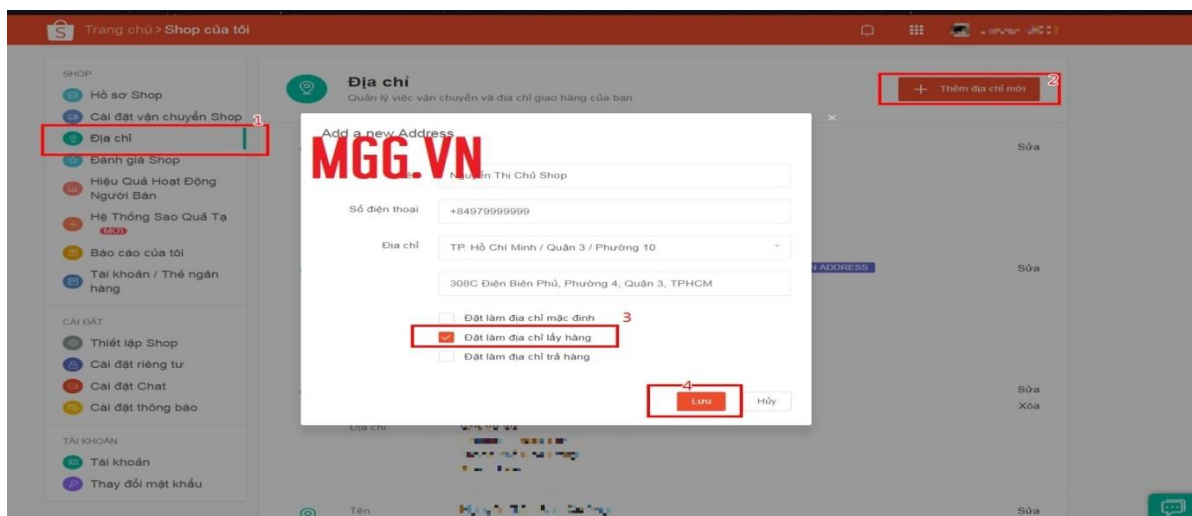 Trang chủ > Shop của tôi
SHOP
Hồ sơ Shop
Cài đặt vận chuyển Shop
1
Địa chỉ
Đánh giá Shop
Hiệu Quả Hoạt Động
Người Bán
Hệ Thống Sao Quả Tạ
MỚI
Báo cáo của tôi
Tài khoản / Thẻ ngân
hàng
CÀI ĐẶT
Thiết lập Shop
Cài đặt riêng tư
Cài đặt Chat
Cài đặt thông báo
TÀI KHOẢN
Tài khoản
Thay đổi mật khẩu
Địa chỉ
Quản lý việc vận chuyển và địa chỉ giao hàng của bạn
2
+ Thêm địa chỉ mới
Add a new Address
×
MGG.VN
Nguyễn Thị Chủ Shop
Số điện thoại
+84979999999
Địa chỉ
TP. Hồ Chí Minh / Quận 3 / Phường 10
308C Điện Biên Phủ, Phường 4, Quận 3, TPHCM
Đặt làm địa chỉ mặc định
3
Đặt làm địa chỉ lấy hàng
Đặt làm địa chỉ trả hàng
4
Lưu
Hủy
Sửa
ADDRESS
Sửa
Sửa
Xóa
Địa chỉ
Tên
Sửa